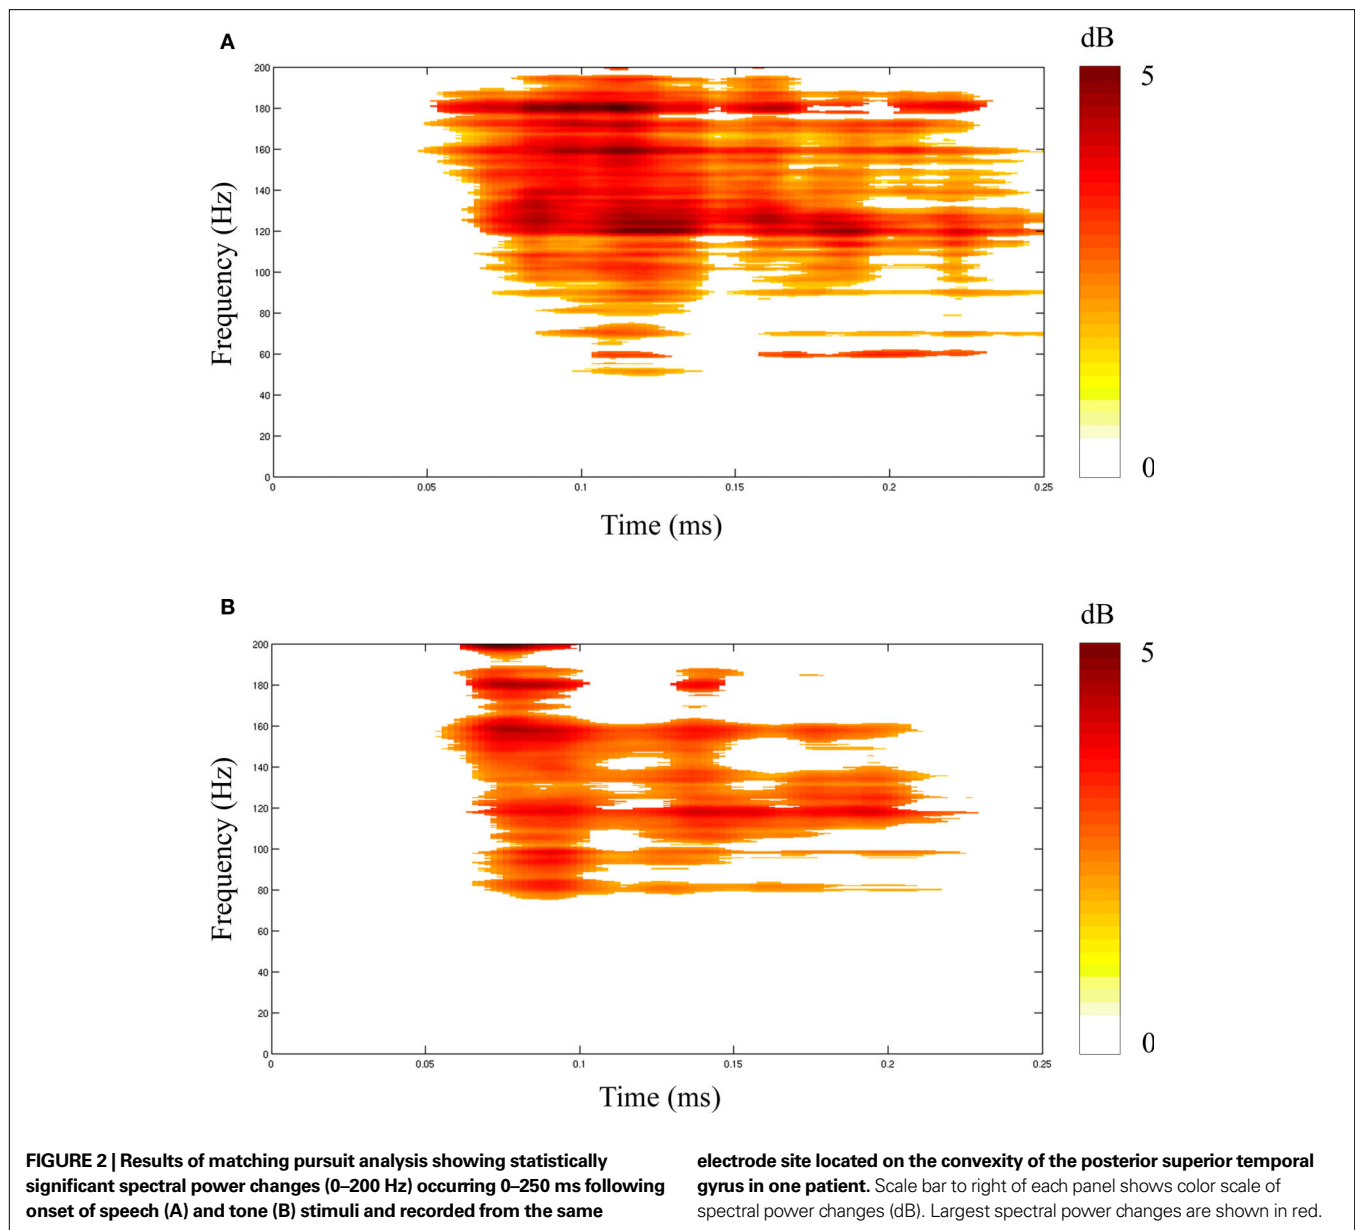 A
dB
5
0
Frequency (Hz)
200
180
160
140
120
100
80
60
40
20
0
0 0.05 0.1 0.15 0.2 0.25
Time (ms)
B
dB
5
0
Frequency (Hz)
200
180
160
140
120
100
80
60
40
20
0
0 0.05 0.1 0.15 0.2 0.25
Time (ms)
FIGURE 2 | Results of matching pursuit analysis showing statistically
significant spectral power changes (0–200 Hz) occurring 0–250 ms following
onset of speech (A) and tone (B) stimuli and recorded from the same
electrode site located on the convexity of the posterior superior temporal
gyrus in one patient. Scale bar to right of each panel shows color scale of
spectral power changes (dB). Largest spectral power changes are shown in red.